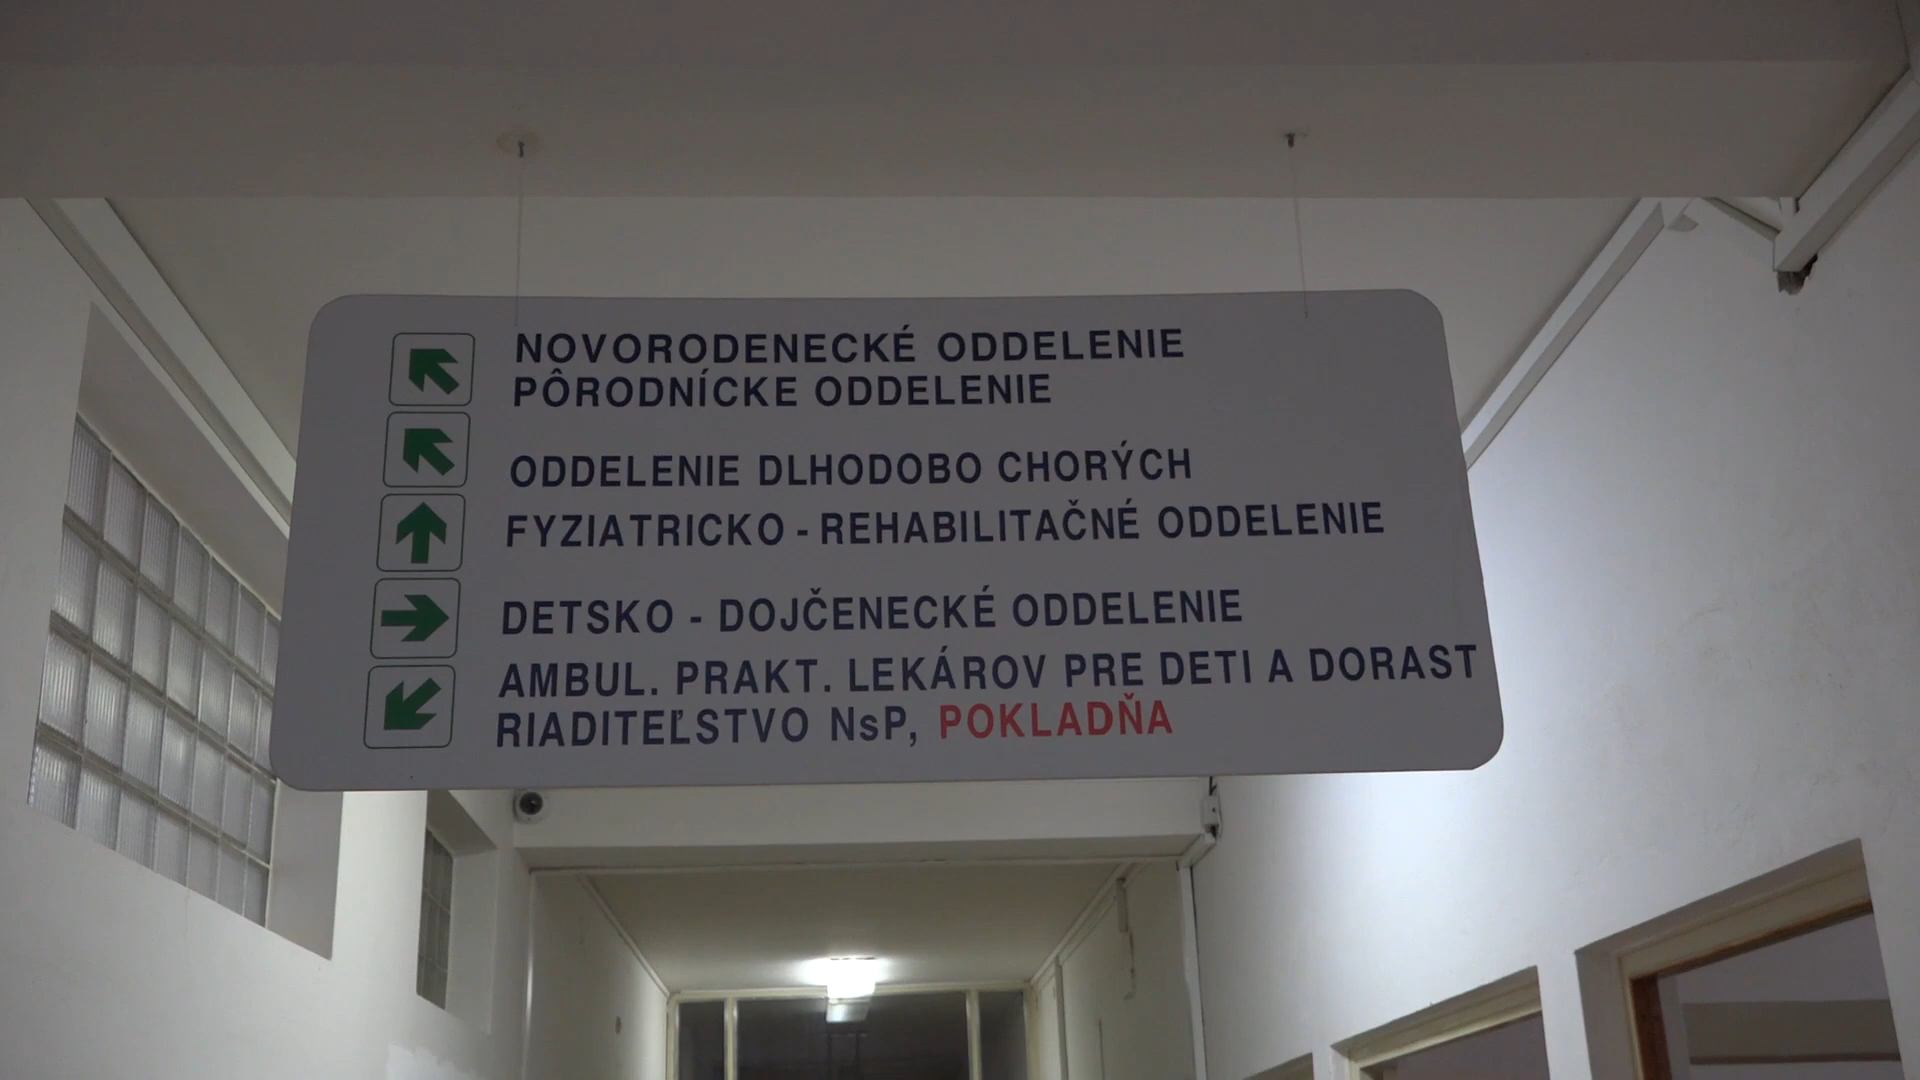 NOVORODENECKÉ ODDELENIE
PÔRODNÍCKE ODDELENIE
ODDELENIE DLHODOBO CHORÝCH
FYZIATRICKO - REHABILITAČNÉ ODDELENIE
DETSKO - DOJČENECKÉ ODDELENIE
AMBUL. PRAKT. LEKÁROV PRE DETI A DORAST
RIADITEĽSTVO NsP, POKLADŇA